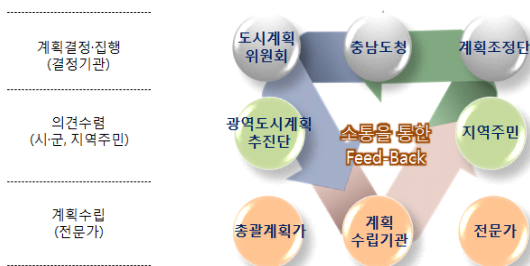 계획결정·집행
(결정기관)
도시계획
위원회
충남도청
계획조정단
의견수렴
(시·군, 지역주민)
광역도시계획
추진단
소통을 통한
Feed-Back
지역주민
계획수립
(전문가)
총괄계획가
계획
수립기관
전문가